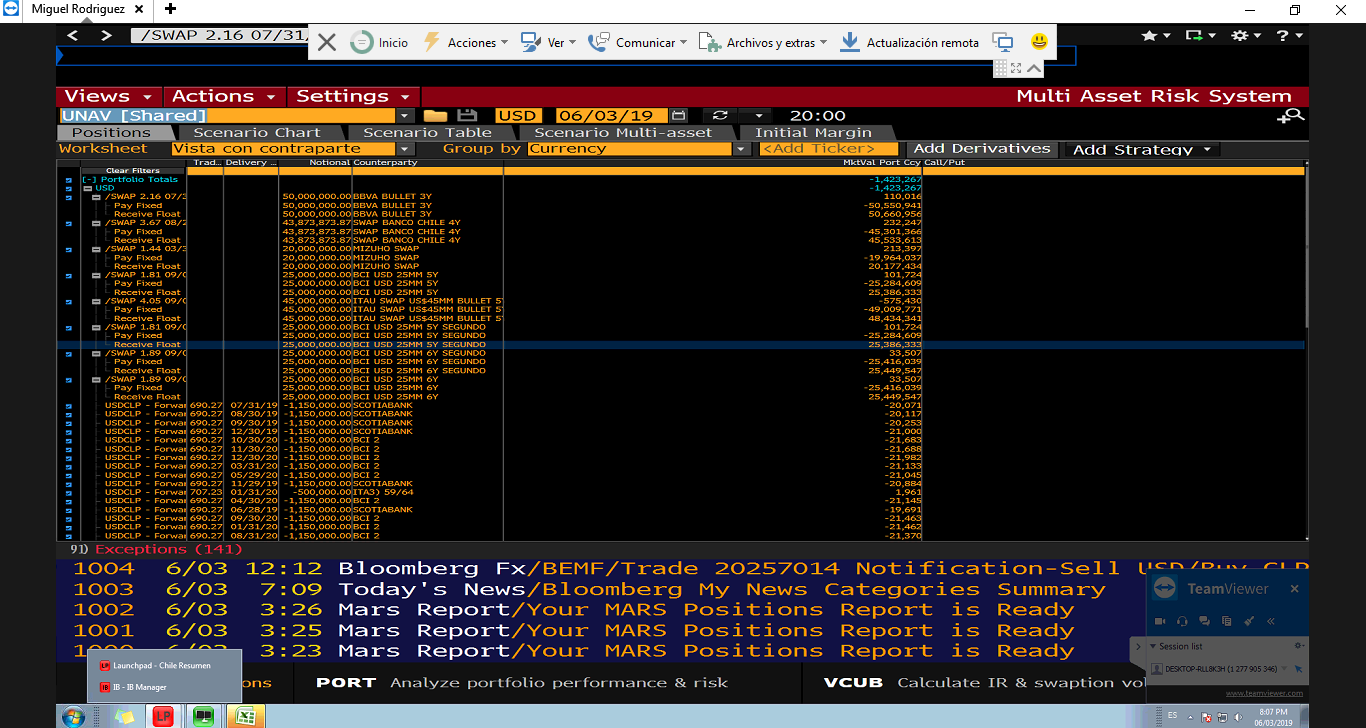 Miguel Rodriguez
/SWAP 2.16 07/31/
Inicio Acciones Ver Comunicar Archivos y extras Actualización remota
Views Actions Settings Multi Asset Risk System
UNAV [Shared] USD 06/03/19 20:00
Positions Scenario Chart Scenario Table Scenario Multi-asset Initial Margin
Worksheet Vista con contraparte Group by Currency <Add Ticker> Add Derivatives Add Strategy
Trad... Delivery ... Notional Counterparty MktVal Port Ccy Call/Put
Clear Filters
[-] Portfolio Totals -1,423,267
USD -1,423,267
/SWAP 2.16 07/3 50,000,000.00 BBVA BULLET 3Y 110,016
Pay Fixed 50,000,000.00 BBVA BULLET 3Y -50,550,941
Receive Float 50,000,000.00 BBVA BULLET 3Y 50,660,956
/SWAP 3.67 08/2 43,873,873.87 SWAP BANCO CHILE 4Y 232,247
Pay Fixed 43,873,873.87 SWAP BANCO CHILE 4Y -45,301,366
Receive Float 43,873,873.87 SWAP BANCO CHILE 4Y 45,533,613
/SWAP 1.44 03/3 20,000,000.00 MIZUHO SWAP 213,397
Pay Fixed 20,000,000.00 MIZUHO SWAP -19,964,037
Receive Float 20,000,000.00 MIZUHO SWAP 20,177,434
/SWAP 1.81 09/0 25,000,000.00 BCI USD 25MM 5Y 101,724
Pay Fixed 25,000,000.00 BCI USD 25MM 5Y -25,284,609
Receive Float 25,000,000.00 BCI USD 25MM 5Y 25,386,333
/SWAP 4.05 09/0 45,000,000.00 ITAU SWAP US$45MM BULLET 5 -575,430
Pay Fixed 45,000,000.00 ITAU SWAP US$45MM BULLET 5 -49,009,771
Receive Float 45,000,000.00 ITAU SWAP US$45MM BULLET 5 48,434,341
/SWAP 1.81 09/0 25,000,000.00 BCI USD 25MM 5Y SEGUNDO 101,724
Pay Fixed 25,000,000.00 BCI USD 25MM 5Y SEGUNDO -25,284,609
Receive Float 25,000,000.00 BCI USD 25MM 5Y SEGUNDO 25,386,333
/SWAP 1.89 09/0 25,000,000.00 BCI USD 25MM 6Y SEGUNDO 33,507
Pay Fixed 25,000,000.00 BCI USD 25MM 6Y SEGUNDO -25,416,039
Receive Float 25,000,000.00 BCI USD 25MM 6Y SEGUNDO 25,449,547
/SWAP 1.89 09/0 25,000,000.00 BCI USD 25MM 6Y 33,507
Pay Fixed 25,000,000.00 BCI USD 25MM 6Y -25,416,039
Receive Float 25,000,000.00 BCI USD 25MM 6Y 25,449,547
USDCLP - Forwar 690.27 07/31/19 -1,150,000.00 SCOTIABANK -20,071
USDCLP - Forwar 690.27 08/30/19 -1,150,000.00 SCOTIABANK -20,117
USDCLP - Forwar 690.27 09/30/19 -1,150,000.00 SCOTIABANK -20,253
USDCLP - Forwar 690.27 12/30/19 -1,150,000.00 SCOTIABANK -21,000
USDCLP - Forwar 690.27 10/30/20 -1,150,000.00 BCI 2 -21,683
USDCLP - Forwar 690.27 11/30/20 -1,150,000.00 BCI 2 -21,688
USDCLP - Forwar 690.27 12/30/20 -1,150,000.00 BCI 2 -21,982
USDCLP - Forwar 690.27 03/31/20 -1,150,000.00 BCI 2 -21,133
USDCLP - Forwar 690.27 05/29/20 -1,150,000.00 BCI 2 -21,045
USDCLP - Forwar 690.27 11/29/19 -1,150,000.00 SCOTIABANK -20,884
USDCLP - Forwar 707.23 01/31/20 -500,000.00 ITA3) 59/64 1,961
USDCLP - Forwar 690.27 04/30/20 -1,150,000.00 BCI 2 -21,145
USDCLP - Forwar 690.27 06/28/19 -1,150,000.00 SCOTIABANK -19,691
USDCLP - Forwar 690.27 09/30/20 -1,150,000.00 BCI 2 -21,463
USDCLP - Forwar 690.27 01/31/20 -1,150,000.00 BCI 2 -21,462
USDCLP - Forwar 690.27 08/31/20 -1,150,000.00 BCI 2 -21,370
91) Exceptions (141)
1004 6/03 12:12 Bloomberg Fx/BEMF/Trade 20257014 Notification-Sell USD/Buy CLP
1003 6/03 7:09 Today's News/Bloomberg My News Categories Summary
1002 6/03 3:26 Mars Report/Your MARS Positions Report is Ready
1001 6/03 3:25 Mars Report/Your MARS Positions Report is Ready
1000 6/03 3:23 Mars Report/Your MARS Positions Report is Ready
TeamViewer
Session list
DESKTOP-RLL8K3H (1 277 905 346)
www.teamviewer.com
Launchpad - Chile Resumen
IB - IB Manager
ons PORT Analyze portfolio performance & risk VCUB Calculate IR & swaption vo
LP
ES 8:07 PM
06/03/2019